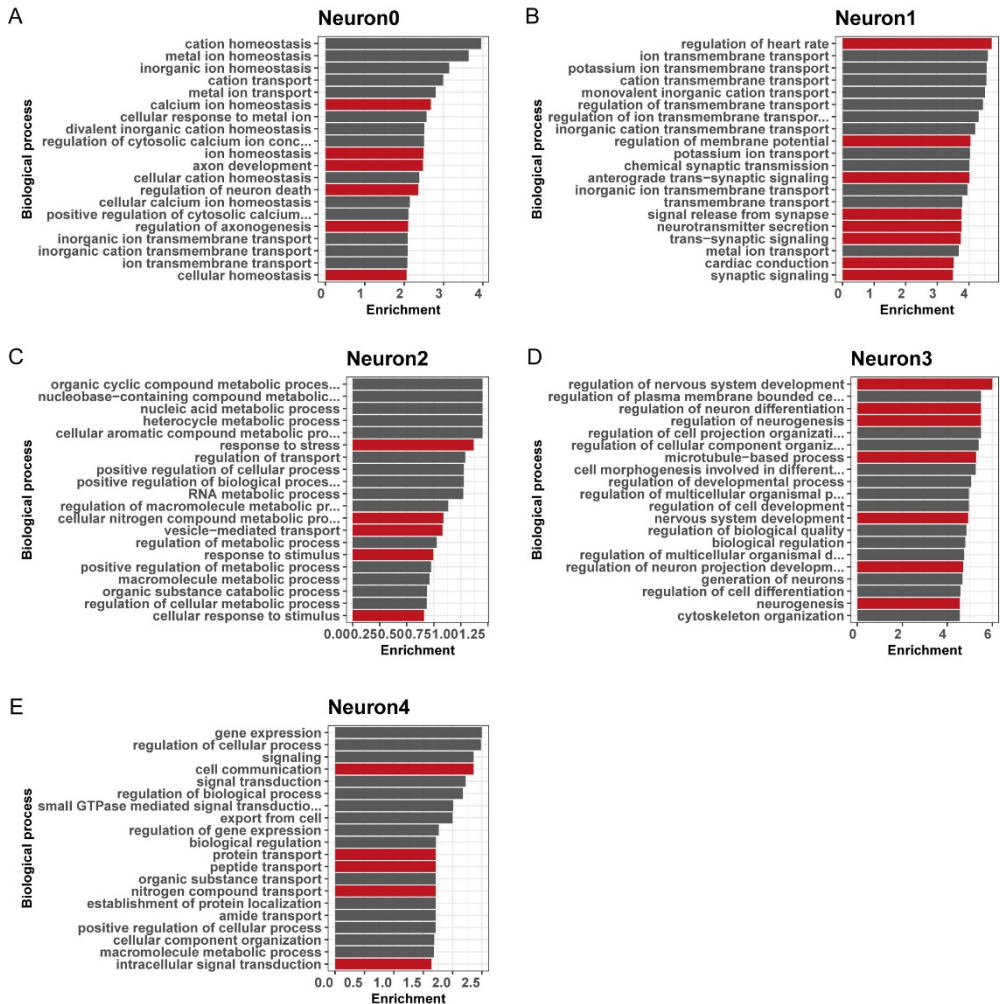 A
Neuron0
Biological process
cation homeostasis
metal ion homeostasis
inorganic ion homeostasis
cation transport
metal ion transport
calcium ion homeostasis
cellular response to metal ion
divalent inorganic cation homeostasis
regulation of cytosolic calcium ion conc...
ion homeostasis
axon development
cellular cation homeostasis
regulation of neuron death
cellular calcium ion homeostasis
positive regulation of cytosolic calcium...
regulation of axonogenesis
inorganic ion transmembrane transport
inorganic cation transmembrane transport
ion transmembrane transport
cellular homeostasis
0 1 2 3 4
Enrichment
B
Neuron1
Biological process
regulation of heart rate
ion transmembrane transport
potassium ion transmembrane transport
cation transmembrane transport
monovalent inorganic cation transport
regulation of transmembrane transport
regulation of ion transmembrane transpor...
inorganic cation transmembrane transport
regulation of membrane potential
potassium ion transport
chemical synaptic transmission
anterograde trans−synaptic signaling
inorganic ion transmembrane transport
transmembrane transport
signal release from synapse
neurotransmitter secretion
trans−synaptic signaling
metal ion transport
cardiac conduction
synaptic signaling
0 1 2 3 4
Enrichment
C
Neuron2
Biological process
organic cyclic compound metabolic proces...
nucleobase−containing compound metabolic...
nucleic acid metabolic process
heterocycle metabolic process
cellular aromatic compound metabolic pro...
response to stress
regulation of transport
positive regulation of cellular process
positive regulation of biological proces...
RNA metabolic process
regulation of macromolecule metabolic pr...
cellular nitrogen compound metabolic pro...
vesicle−mediated transport
regulation of metabolic process
response to stimulus
positive regulation of metabolic process
macromolecule metabolic process
organic substance catabolic process
regulation of cellular metabolic process
cellular response to stimulus
0.00 0.25 0.50 0.75 1.00 1.25
Enrichment
D
Neuron3
Biological process
regulation of nervous system development
regulation of plasma membrane bounded ce...
regulation of neuron differentiation
regulation of neurogenesis
regulation of cell projection organizati...
regulation of cellular component organiz...
microtubule−based process
cell morphogenesis involved in different...
regulation of developmental process
regulation of multicellular organismal p...
regulation of cell development
nervous system development
regulation of biological quality
biological regulation
regulation of multicellular organismal d...
regulation of neuron projection developm...
generation of neurons
regulation of cell differentiation
neurogenesis
cytoskeleton organization
0 2 4 6
Enrichment
E
Neuron4
Biological process
gene expression
regulation of cellular process
signaling
cell communication
signal transduction
regulation of biological process
small GTPase mediated signal transductio...
export from cell
regulation of gene expression
biological regulation
protein transport
peptide transport
organic substance transport
nitrogen compound transport
establishment of protein localization
amide transport
positive regulation of cellular process
cellular component organization
macromolecule metabolic process
intracellular signal transduction
0.0 0.5 1.0 1.5 2.0 2.5
Enrichment